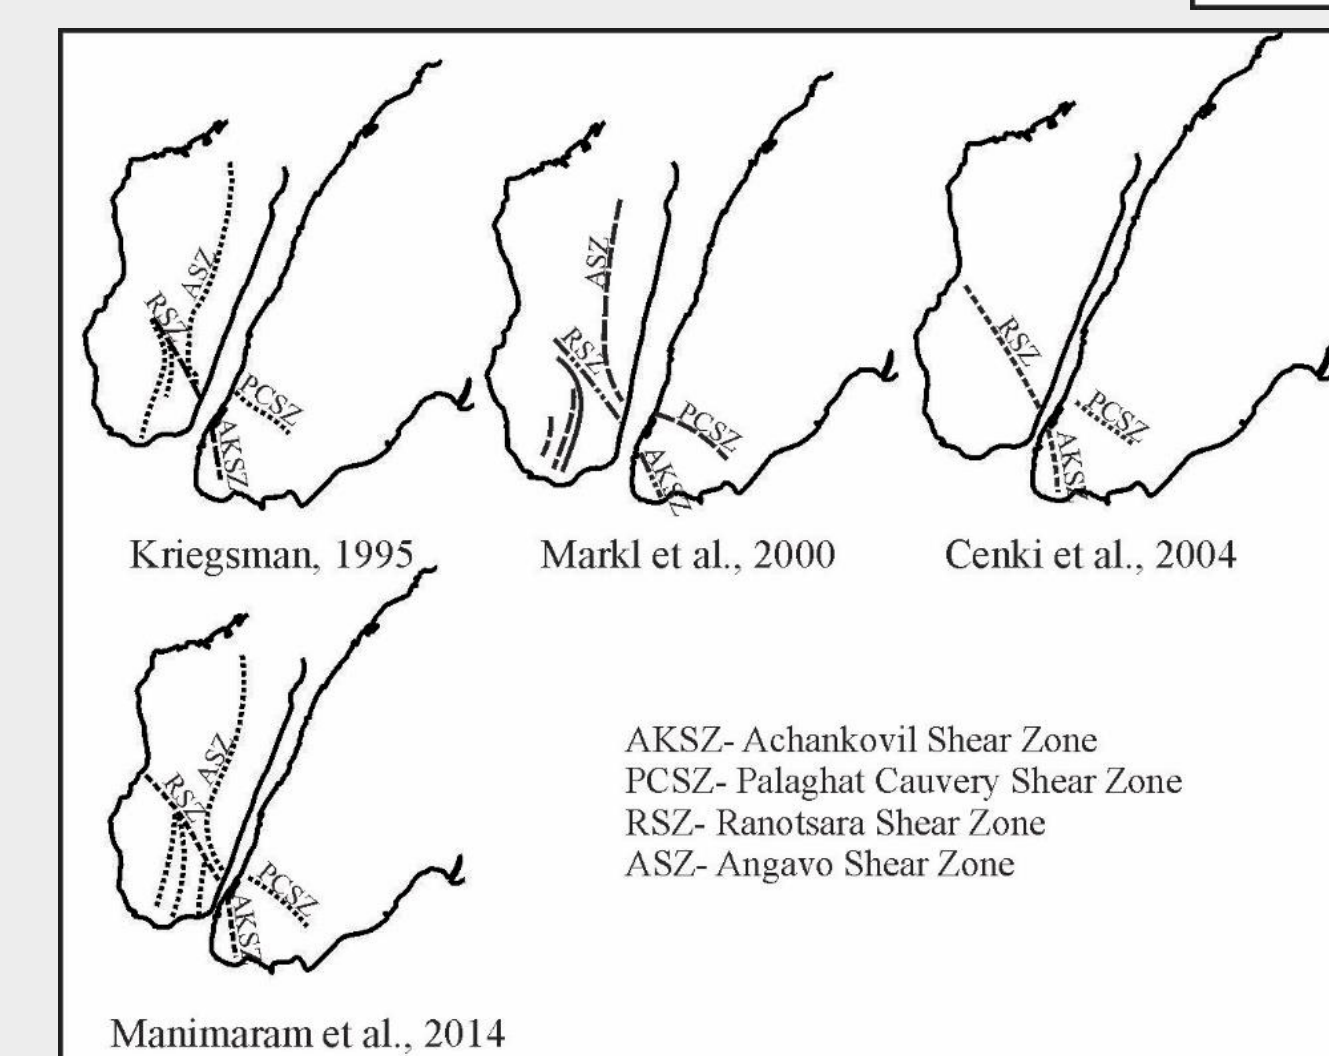 ASZ
RSZ
PCSZ
AKSZ
Kriegsman, 1995
ASZ
RSZ
PCSZ
AKSZ
Markl et al., 2000
RSZ
PCSZ
AKSZ
Cenki et al., 2004
ASZ
RSZ
PCSZ
AKSZ
Manimaram et al., 2014
AKSZ- Achankovil Shear Zone
PCSZ- Palaghat Cauvery Shear Zone
RSZ- Ranotsara Shear Zone
ASZ- Angavo Shear Zone